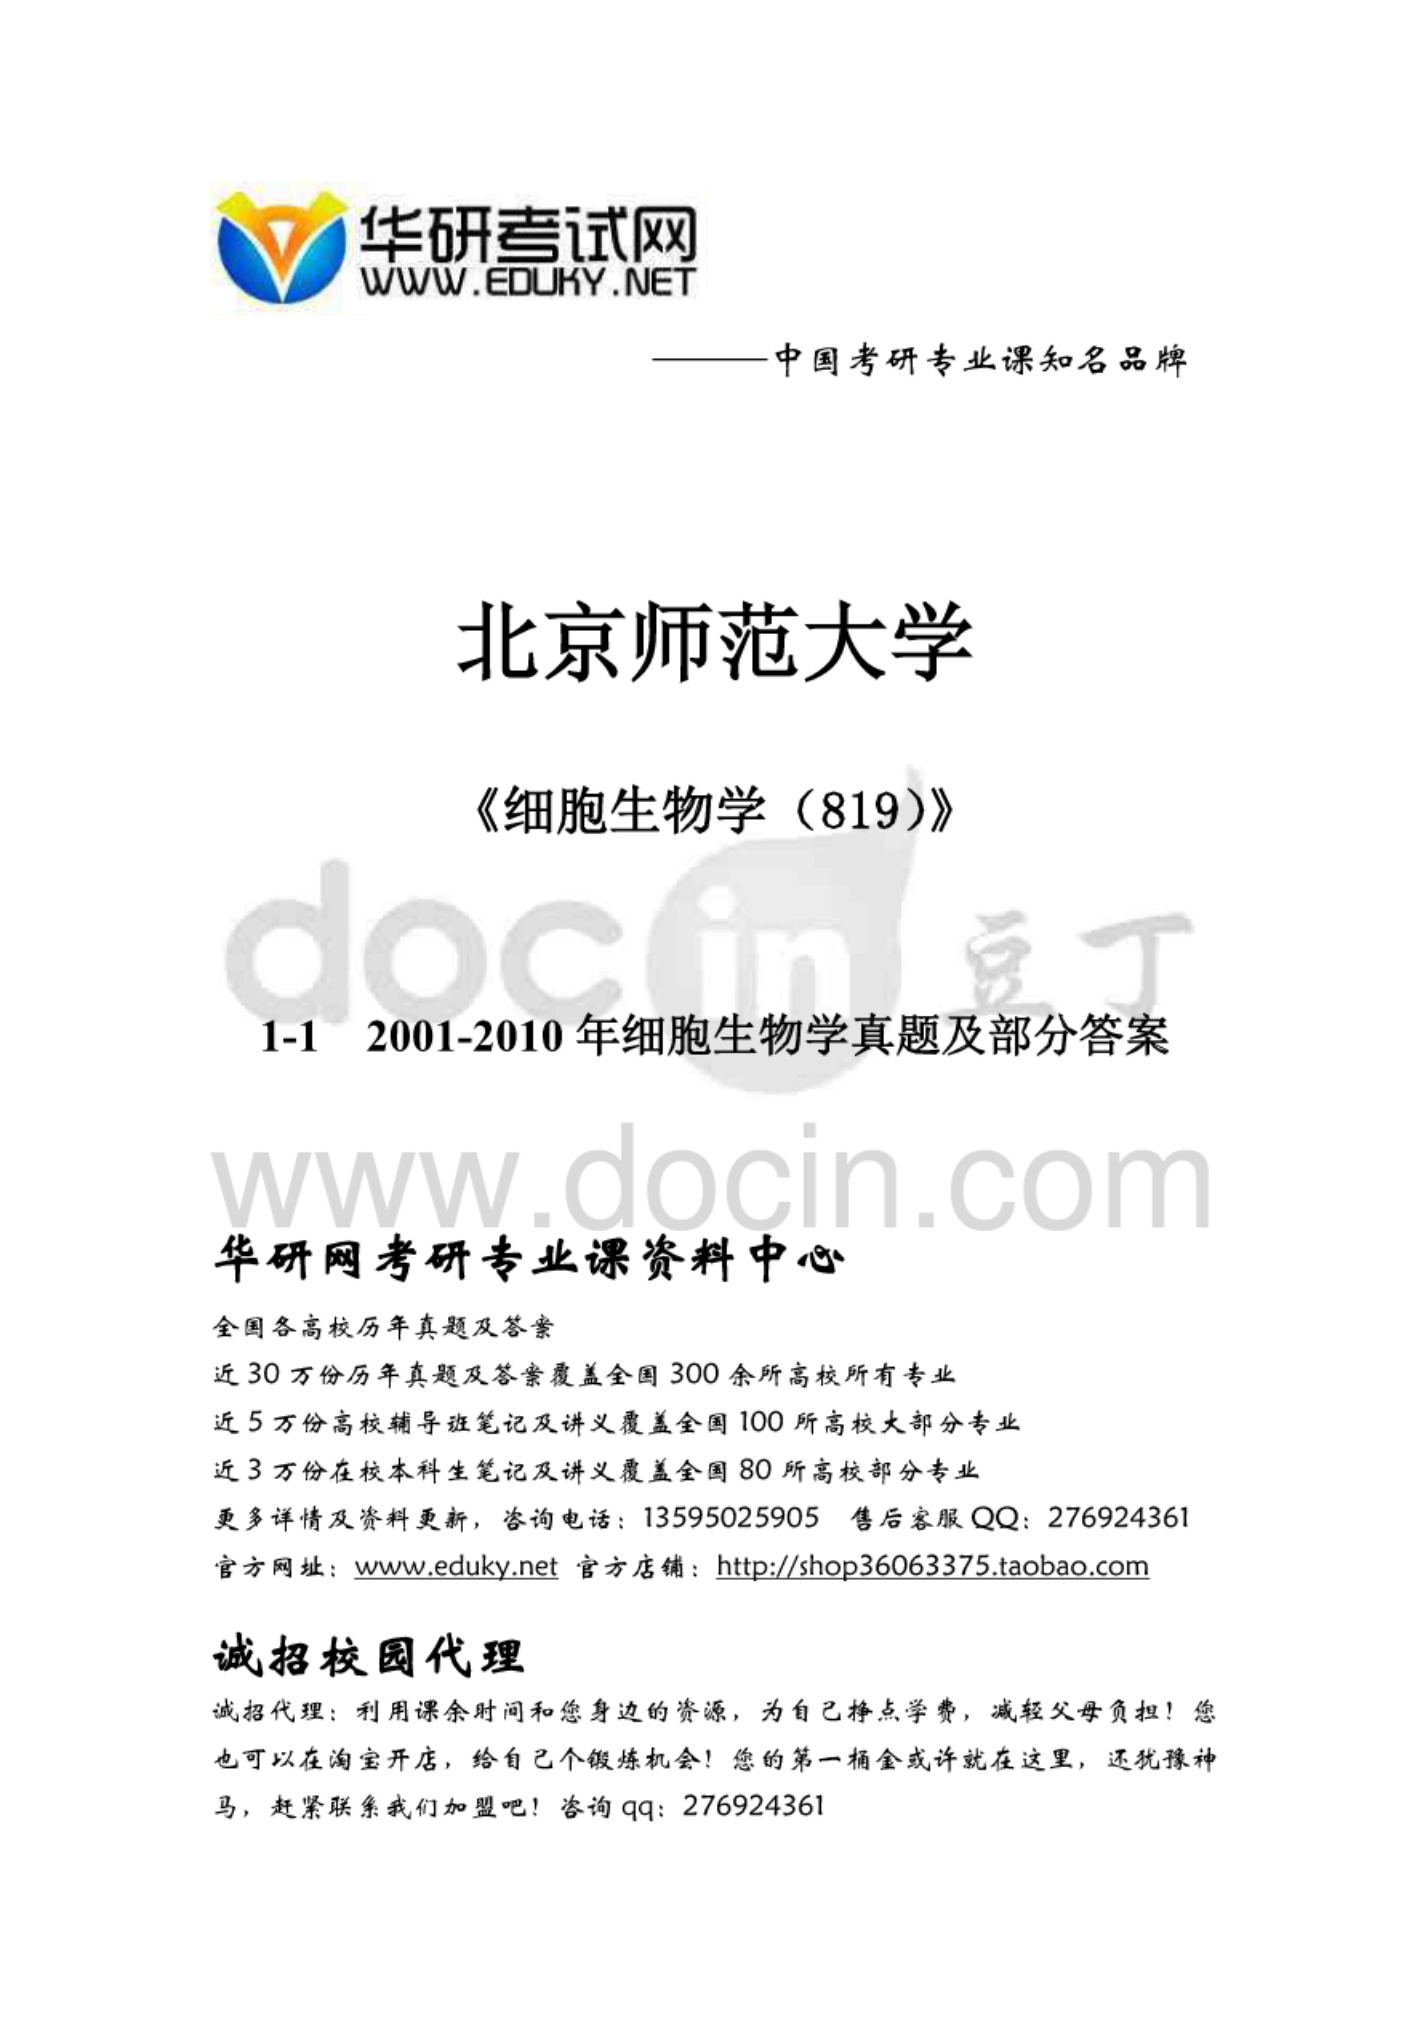 华研考试网
WWW.EDUKY.NET
———中国考研专业课知名品牌
北京师范大学
《细胞生物学（819）》
docin 豆丁
1-1 2001-2010 年细胞生物学真题及部分答案
www.docin.com
华研网考研专业课资料中心
全国各高校历年真题及答案
近 30 万份历年真题及答案覆盖全国 300 余所高校所有专业
近 5 万份高校辅导班笔记及讲义覆盖全国 100 所高校大部分专业
近 3 万份在校本科生笔记及讲义覆盖全国 80 所高校部分专业
更多详情及资料更新，咨询电话：13595025905 售后客服 QQ：276924361
官方网址：www.eduky.net 官方店铺：http://shop36063375.taobao.com
诚招校园代理
诚招代理：利用课余时间和您身边的资源，为自己挣点学费，减轻父母负担！您
也可以在淘宝开店，给自己个锻炼机会！您的第一桶金或许就在这里，还犹豫神
马，赶紧联系我们加盟吧！咨询 qq：276924361